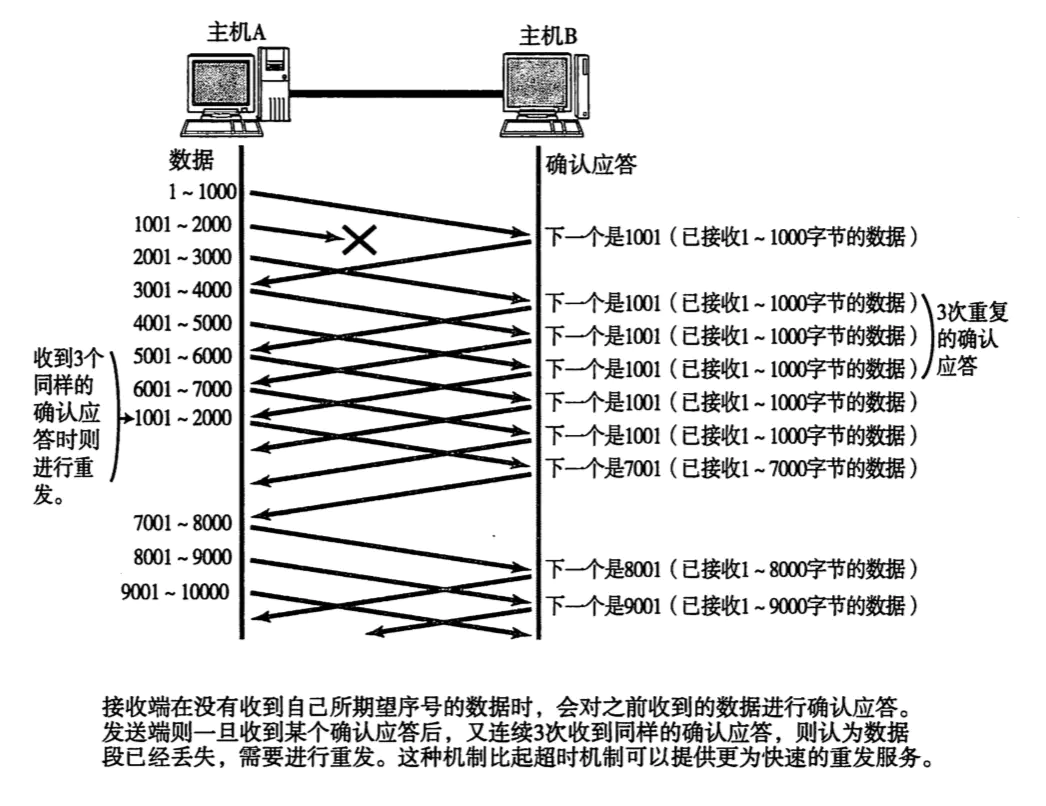 主机A
主机B
数据
确认应答
1~1000
1001~2000
下一个是1001（已接收1~1000字节的数据）
2001~3000
3001~4000
下一个是1001（已接收1~1000字节的数据）
3次重复
的确认
应答
4001~5000
下一个是1001（已接收1~1000字节的数据）
收到3个
同样的
确认应
答时则
进行重
发。
5001~6000
下一个是1001（已接收1~1000字节的数据）
6001~7000
下一个是1001（已接收1~1000字节的数据）
1001~2000
下一个是1001（已接收1~1000字节的数据）
下一个是7001（已接收1~7000字节的数据）
7001~8000
8001~9000
下一个是8001（已接收1~8000字节的数据）
9001~10000
下一个是9001（已接收1~9000字节的数据）
接收端在没有收到自己所期望序号的数据时，会对之前收到的数据进行确认应答。
发送端则一旦收到某个确认应答后，又连续3次收到同样的确认应答，则认为数据
段已经丢失，需要进行重发。这种机制比起超时机制可以提供更为快速的重发服务。